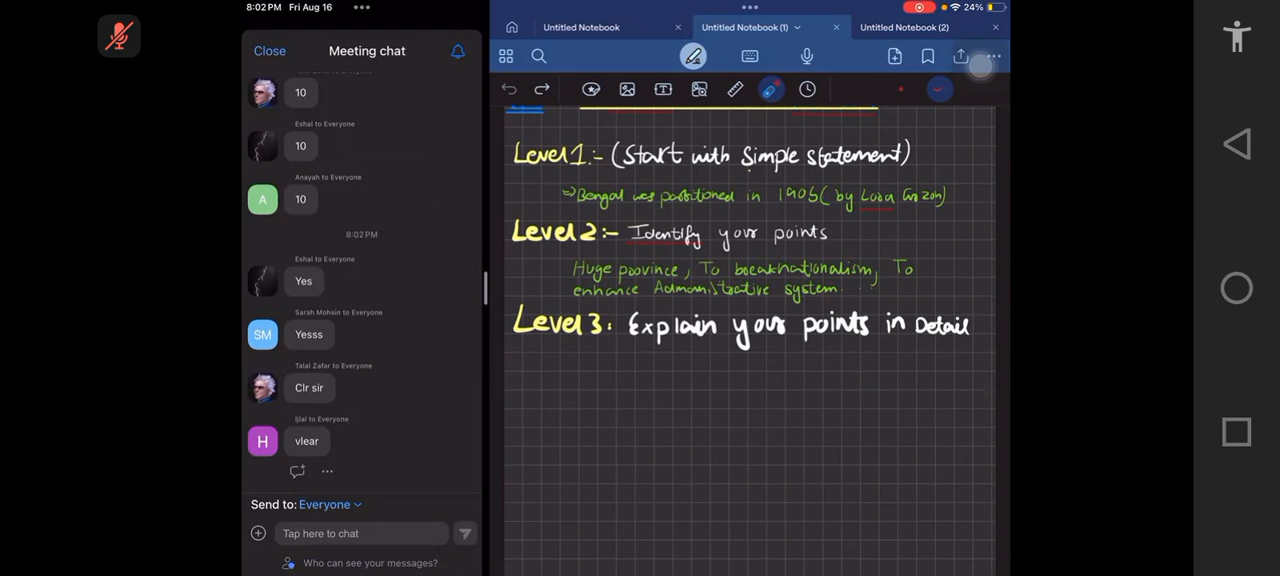 8:02 PM Fri Aug 16
24%
Close Meeting chat
10
Eshal to Everyone
10
Anayah to Everyone
A 10
8:02 PM
Eshal to Everyone
Yes
Sarah Mohsin to Everyone
SM Yesss
Talal Zafar to Everyone
Clr sir
to Everyone
H vlear
Send to: Everyone
Tap here to chat
Who can see your messages?
Untitled Notebook
Untitled Notebook (1)
Untitled Notebook (2)
Level 1:- (Start with Simple statement)
⇒ Bengal was partitioned in 1905 (by
Level 2:- Identify your points
Huge province, To break nationalism, To
enhance Administrative system.
Level 3: Explain your points in Detail